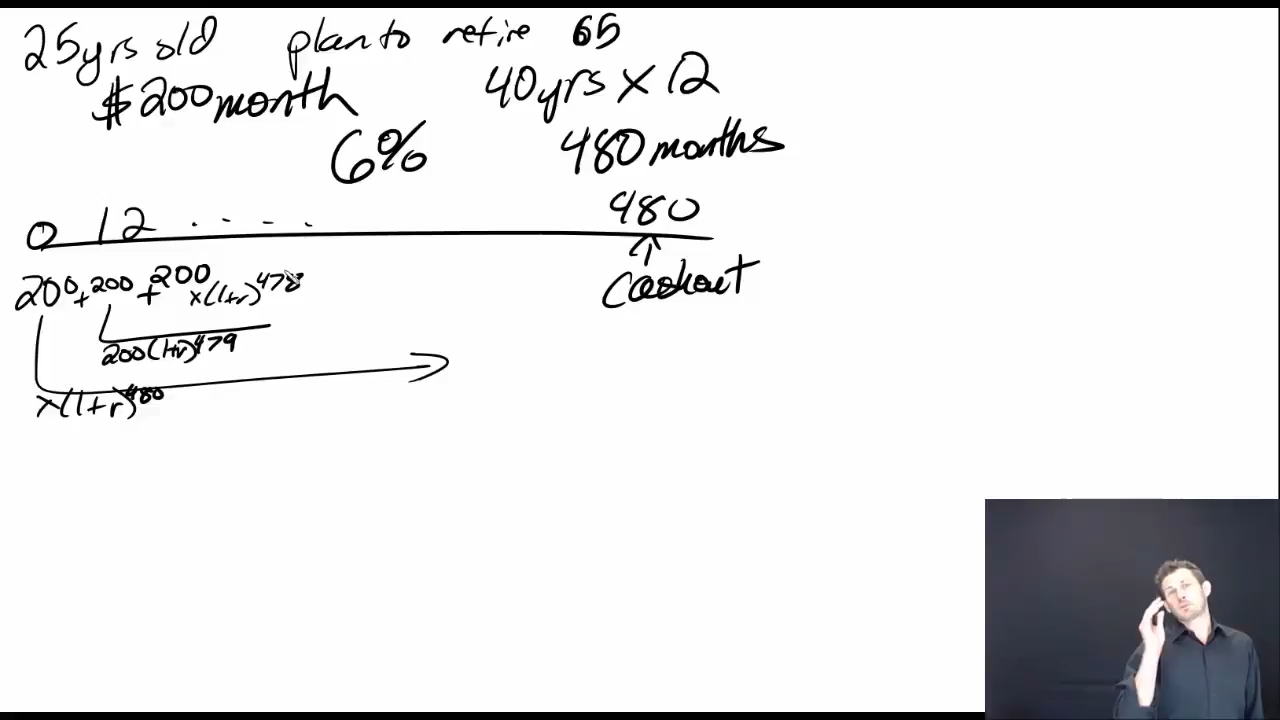 25yrs old plan to retire 65
$200 month 40yrs x 12
6% 480 months
0 1 2 . - - . 480
200 + 200 + 200 x(1+r)^478 cashout
200(1+r)^479
x(1+r)^480